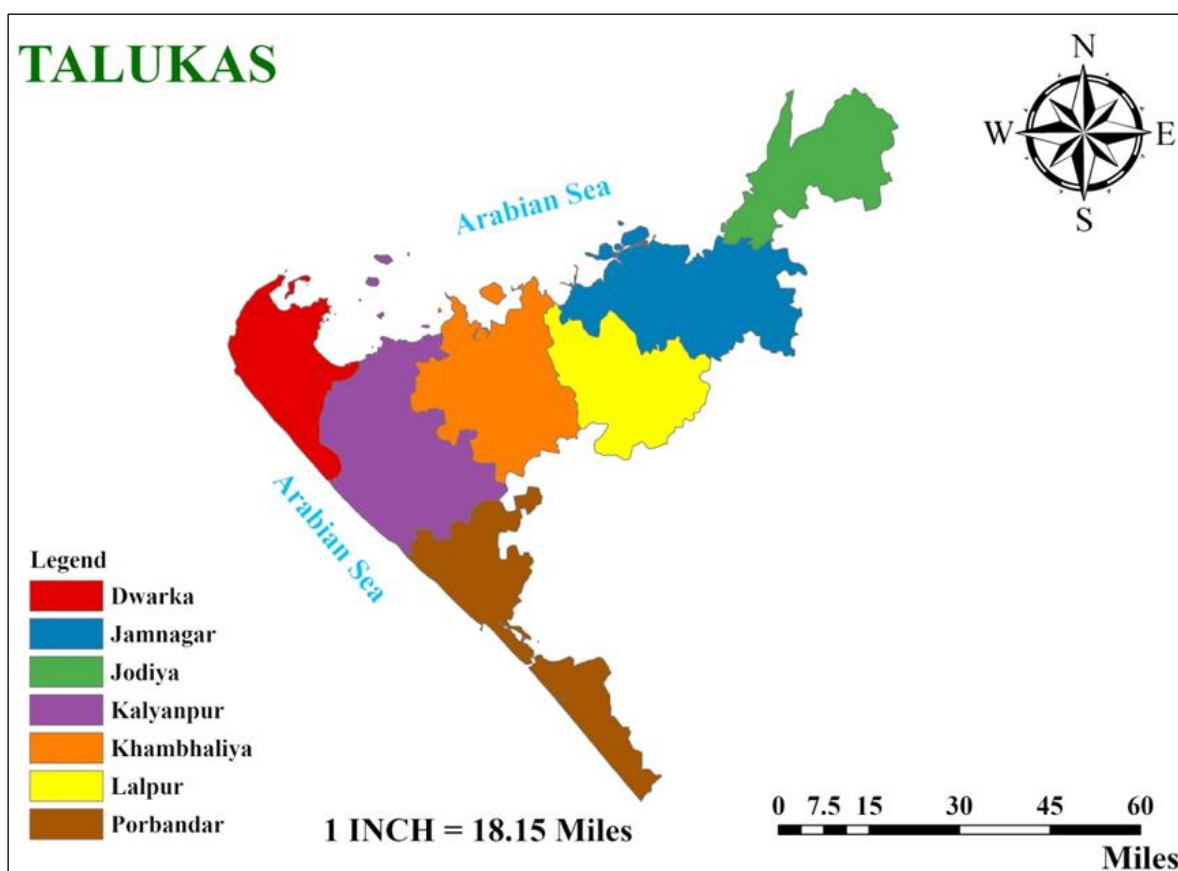 TALUKAS
N
W E
S
Arabian Sea
Arabian Sea
Legend
Dwarka
Jamnagar
Jodiya
Kalyanpur
Khambhaliya
Lalpur
Porbandar
1 INCH = 18.15 Miles
0 7.5 15 30 45 60
Miles